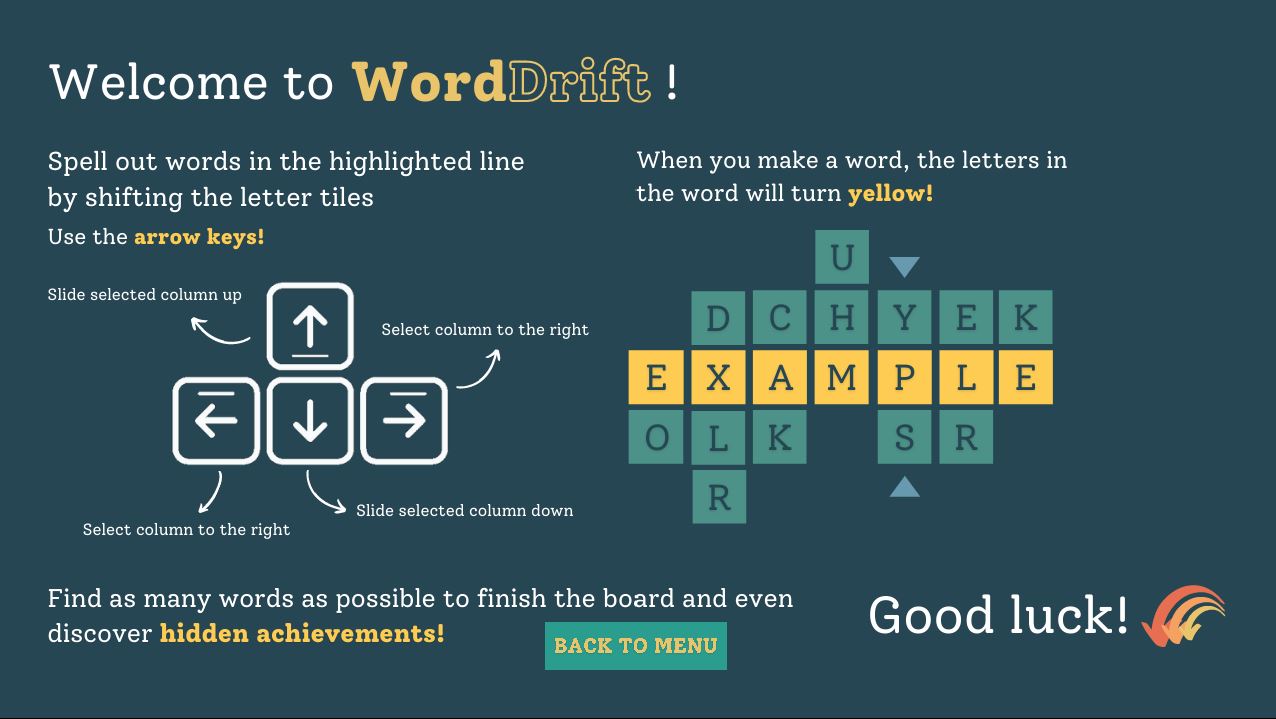 Welcome to WordDrift !
Spell out words in the highlighted line
by shifting the letter tiles
Use the arrow keys!
Slide selected column up
Select column to the right
Select column to the right
Slide selected column down
When you make a word, the letters in
the word will turn yellow!
U
D C H Y E K
E X A M P L E
O L K S R
R
Find as many words as possible to finish the board and even
discover hidden achievements!
BACK TO MENU
Good luck!